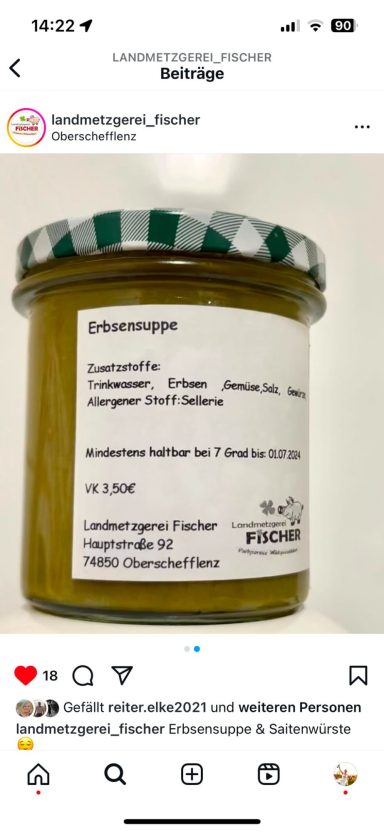 14:22
90
LANDMETZGEREI_FISCHER
Beiträge
landmetzgerei_fischer
Oberschefflenz
Erbsensuppe
Zusatzstoffe:
Trinkwasser, Erbsen ,Gemüse,Salz, Gewürze
Allergener Stoff:Sellerie
Mindestens haltbar bei 7 Grad bis: 01.07.2024
VK 3,50€
Landmetzgerei Fischer
Hauptstraße 92
74850 Oberschefflenz
Landmetzgerei
FISCHER
Partyservice
18
Gefällt reiter.elke2021 und weiteren Personen
landmetzgerei_fischer Erbsensuppe & Saitenwürste